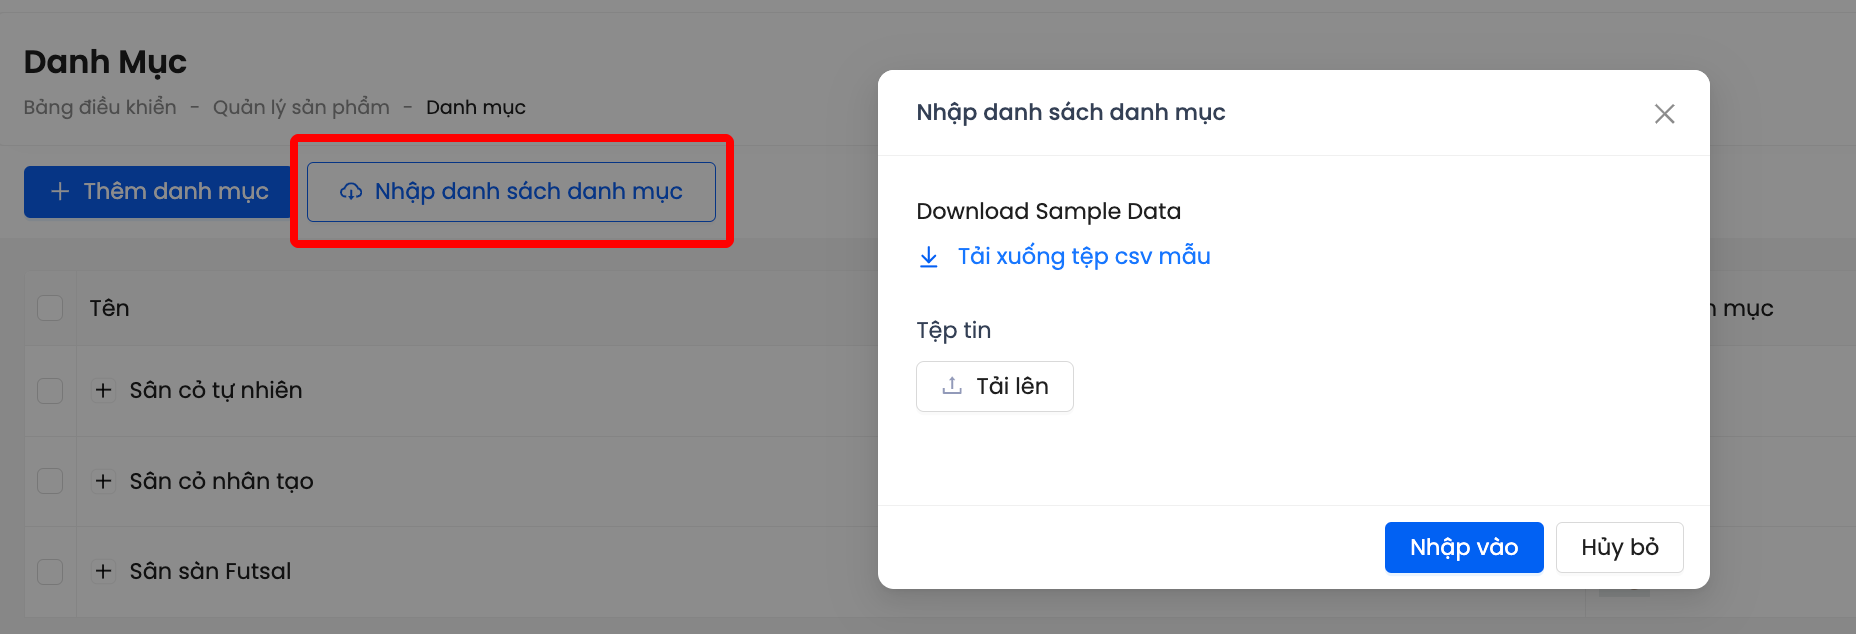 Danh Mục
Bảng điều khiển - Quản lý sản phẩm - Danh mục
+ Thêm danh mục
Nhập danh sách danh mục
Tên
mục
+ Sân cỏ tự nhiên
+ Sân cỏ nhân tạo
+ Sân sàn Futsal
Nhập danh sách danh mục
Download Sample Data
Tải xuống tệp csv mẫu
Tệp tin
Tải lên
Nhập vào
Hủy bỏ